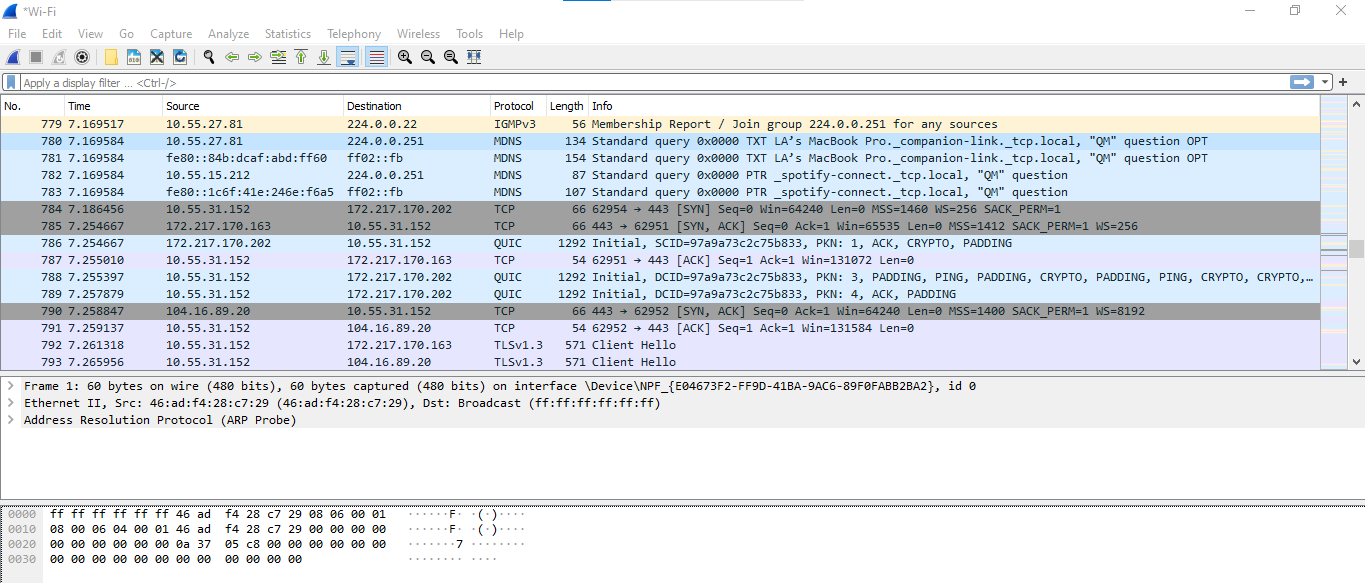 *Wi-Fi
File Edit View Go Capture Analyze Statistics Telephony Wireless Tools Help
Apply a display filter ... <Ctrl-/>
No. Time Source Destination Protocol Length Info
779 7.169517 10.55.27.81 224.0.0.22 IGMPv3 56 Membership Report / Join group 224.0.0.251 for any sources
780 7.169584 10.55.27.81 224.0.0.251 MDNS 134 Standard query 0x0000 TXT LA’s MacBook Pro._companion-link._tcp.local, "QM" question OPT
781 7.169584 fe80::84b:dcaf:abd:ff60 ff02::fb MDNS 154 Standard query 0x0000 TXT LA’s MacBook Pro._companion-link._tcp.local, "QM" question OPT
782 7.169584 10.55.15.212 224.0.0.251 MDNS 87 Standard query 0x0000 PTR _spotify-connect._tcp.local, "QM" question
783 7.169584 fe80::1c6f:41e:246e:f6a5 ff02::fb MDNS 107 Standard query 0x0000 PTR _spotify-connect._tcp.local, "QM" question
784 7.186456 10.55.31.152 172.217.170.202 TCP 66 62954 → 443 [SYN] Seq=0 Win=64240 Len=0 MSS=1460 WS=256 SACK_PERM=1
785 7.254667 172.217.170.163 10.55.31.152 TCP 66 443 → 62951 [SYN, ACK] Seq=0 Ack=1 Win=65535 Len=0 MSS=1412 SACK_PERM=1 WS=256
786 7.254667 172.217.170.202 10.55.31.152 QUIC 1292 Initial, SCID=97a9a73c2c75b833, PKN: 1, ACK, CRYPTO, PADDING
787 7.255010 10.55.31.152 172.217.170.163 TCP 54 62951 → 443 [ACK] Seq=1 Ack=1 Win=131072 Len=0
788 7.255397 10.55.31.152 172.217.170.202 QUIC 1292 Initial, DCID=97a9a73c2c75b833, PKN: 3, PADDING, PING, PADDING, CRYPTO, PADDING, PING, CRYPTO, CRYPTO,…
789 7.257879 10.55.31.152 172.217.170.202 QUIC 1292 Initial, DCID=97a9a73c2c75b833, PKN: 4, ACK, PADDING
790 7.258847 104.16.89.20 10.55.31.152 TCP 66 443 → 62952 [SYN, ACK] Seq=0 Ack=1 Win=64240 Len=0 MSS=1400 SACK_PERM=1 WS=8192
791 7.259137 10.55.31.152 104.16.89.20 TCP 54 62952 → 443 [ACK] Seq=1 Ack=1 Win=131584 Len=0
792 7.261318 10.55.31.152 172.217.170.163 TLSv1.3 571 Client Hello
793 7.265956 10.55.31.152 104.16.89.20 TLSv1.3 571 Client Hello
Frame 1: 60 bytes on wire (480 bits), 60 bytes captured (480 bits) on interface \Device\NPF_{E04673F2-FF9D-41BA-9AC6-89F0FABB2BA2}, id 0
Ethernet II, Src: 46:ad:f4:28:c7:29 (46:ad:f4:28:c7:29), Dst: Broadcast (ff:ff:ff:ff:ff:ff)
Address Resolution Protocol (ARP Probe)
0000 ff ff ff ff ff ff 46 ad f4 28 c7 29 08 06 00 01 ······F· ·(·)····
0010 08 00 06 04 00 01 46 ad f4 28 c7 29 00 00 00 00 ······F· ·(·)····
0020 00 00 00 00 00 00 0a 37 05 c8 00 00 00 00 00 00 ·······7 ········
0030 00 00 00 00 00 00 00 00 00 00 00 00 ········ ····